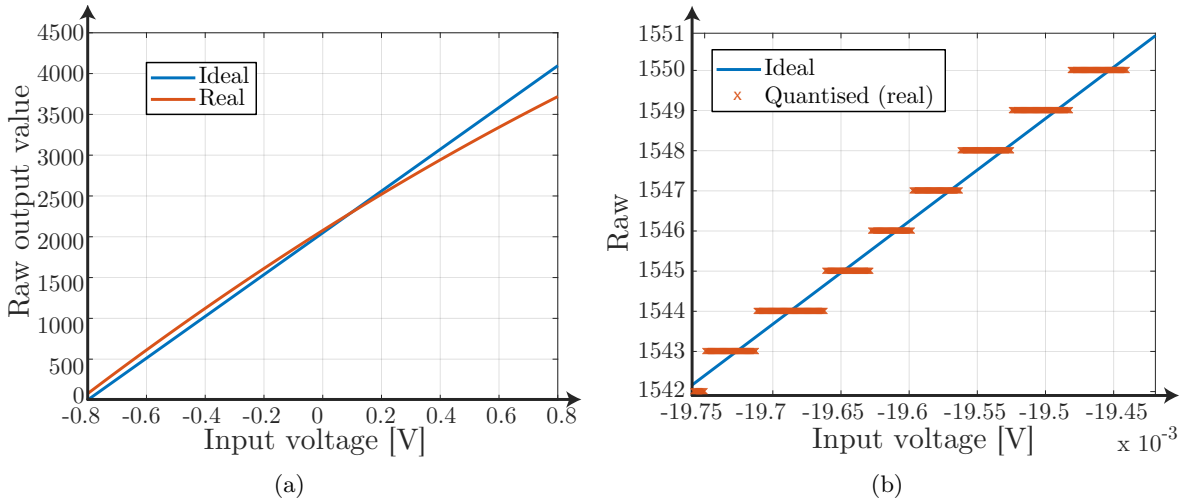 4500
4000
3500
3000
2500
2000
1500
1000
500
0
Raw output value
Ideal
Real
-0.8 -0.6 -0.4 -0.2 0 0.2 0.4 0.6 0.8
Input voltage [V]
(a)
1551
1550
1549
1548
1547
1546
1545
1544
1543
1542
Raw
Ideal
Quantised (real)
-19.75 -19.7 -19.65 -19.6 -19.55 -19.5 -19.45
Input voltage [V]
x 10-3
(b)